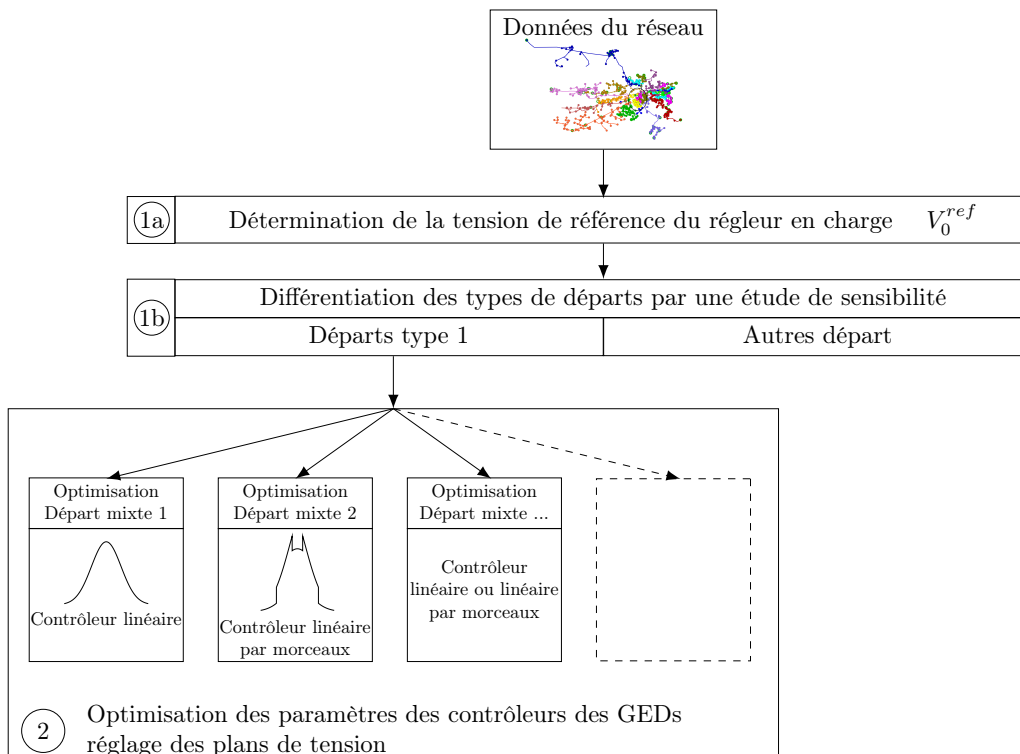 Données du réseau
1a
Détermination de la tension de référence du régleur en charge V_0^{ref}
1b
Différentiation des types de départs par une étude de sensibilité
Départs type 1
Autres départ
Optimisation
Départ mixte 1
Contrôleur linéaire
Optimisation
Départ mixte 2
Contrôleur linéaire
par morceaux
Optimisation
Départ mixte ...
Contrôleur
linéaire ou linéaire
par morceaux
2
Optimisation des paramètres des contrôleurs des GEDs
réglage des plans de tension